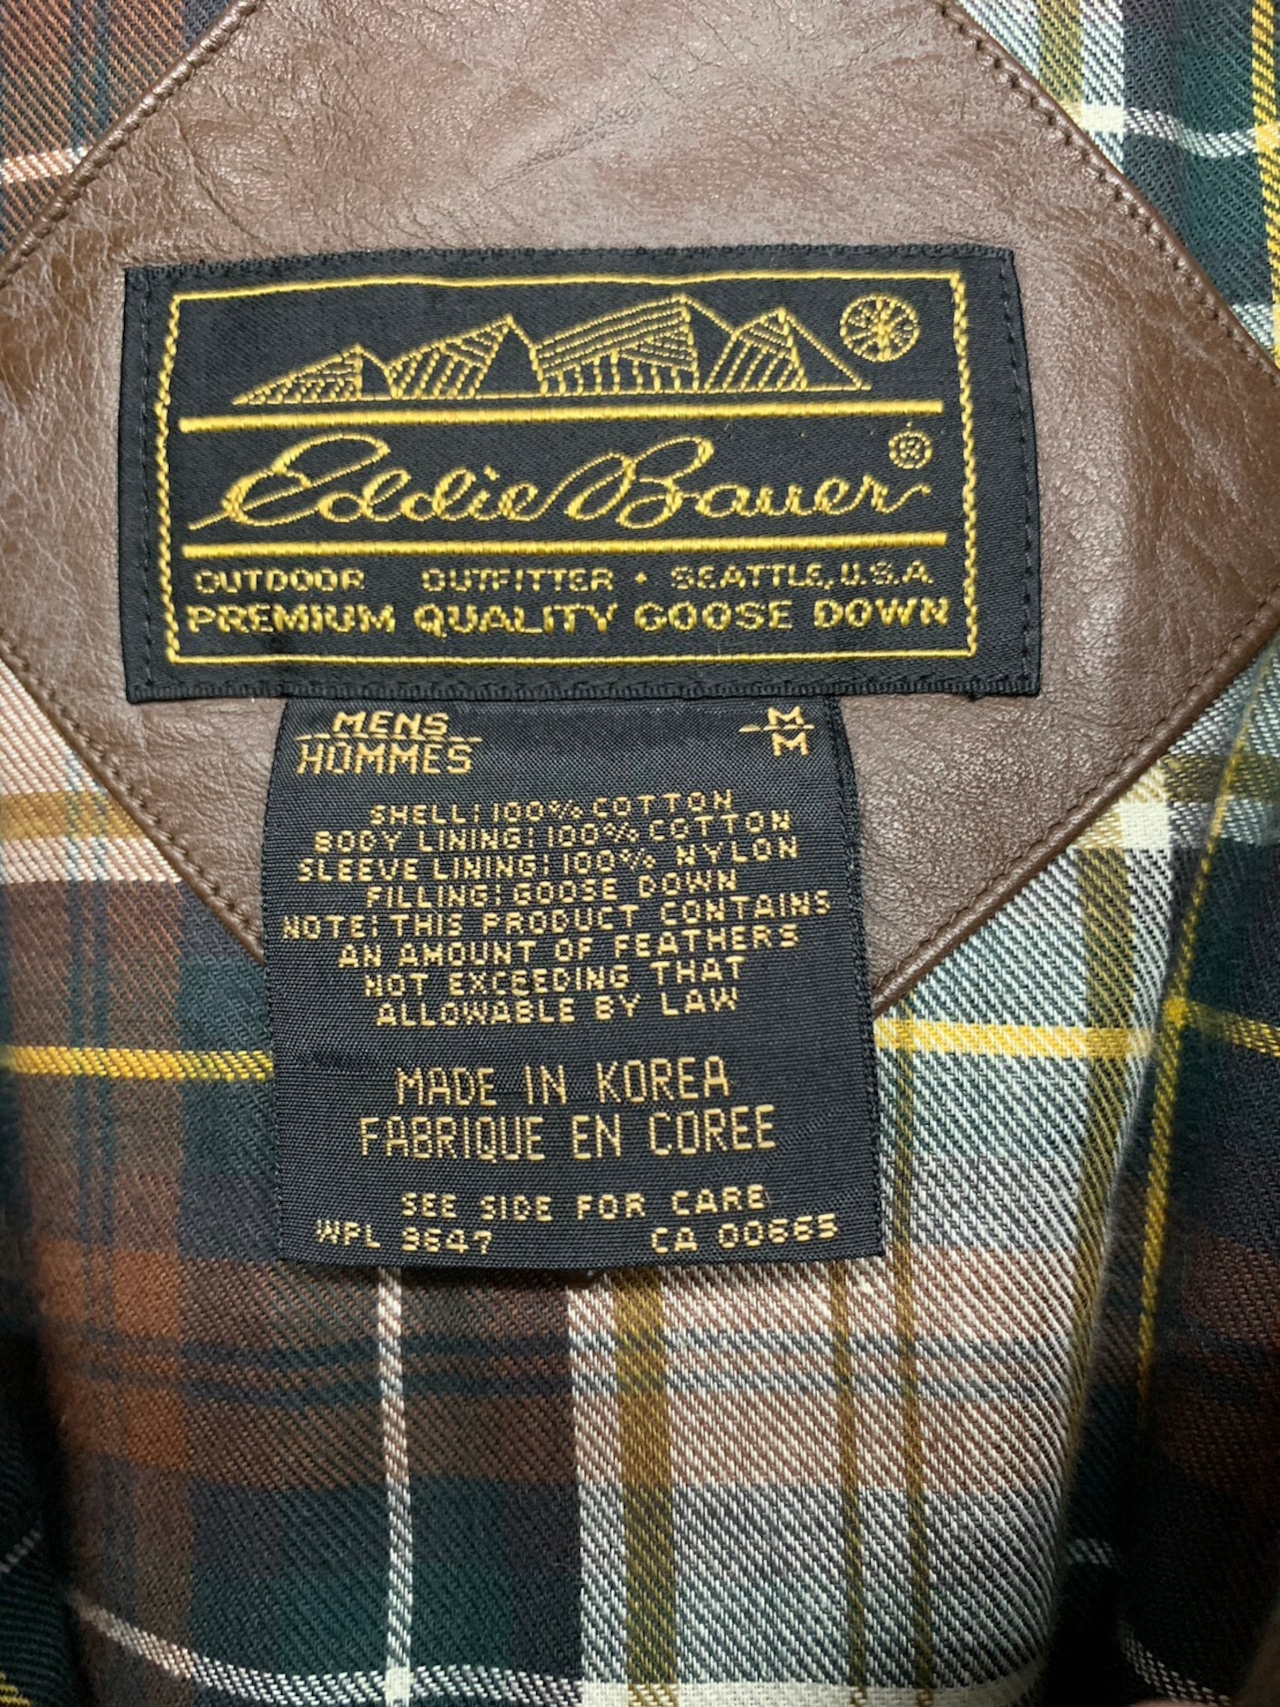 Eddie Bauer®
OUTDOOR OUTFITTER • SEATTLE, U.S.A.
PREMIUM QUALITY GOOSE DOWN
MENS M
HOMMES M
SHELL: 100% COTTON
BODY LINING: 100% COTTON
SLEEVE LINING: 100% NYLON
FILLING: GOOSE DOWN
NOTE: THIS PRODUCT CONTAINS
AN AMOUNT OF FEATHERS
NOT EXCEEDING THAT
ALLOWABLE BY LAW
MADE IN KOREA
FABRIQUE EN COREE
SEE SIDE FOR CARE
WPL 3647 CA 00665